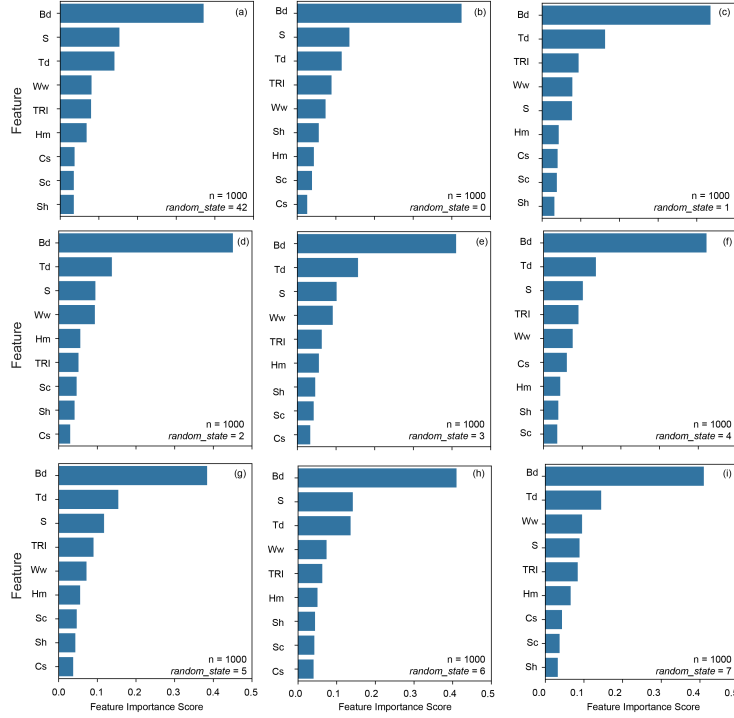 (a)
Bd
S
Td
Ww
TRI
Hm
Cs
Sc
Sh
Feature
n = 1000
random_state = 42
(b)
Bd
S
Td
TRI
Ww
Sh
Hm
Sc
Cs
n = 1000
random_state = 0
(c)
Bd
Td
TRI
Ww
S
Hm
Cs
Sc
Sh
n = 1000
random_state = 1
(d)
Bd
Td
S
Ww
Hm
TRI
Sc
Sh
Cs
Feature
n = 1000
random_state = 2
(e)
Bd
Td
S
Ww
TRI
Hm
Sh
Sc
Cs
n = 1000
random_state = 3
(f)
Bd
Td
S
TRI
Ww
Cs
Hm
Sh
Sc
n = 1000
random_state = 4
(g)
Bd
Td
S
TRI
Ww
Hm
Sc
Sh
Cs
Feature
n = 1000
random_state = 5
0.0 0.1 0.2 0.3 0.4 0.5
Feature Importance Score
(h)
Bd
S
Td
Ww
TRI
Hm
Sh
Sc
Cs
n = 1000
random_state = 6
0.0 0.1 0.2 0.3 0.4 0.5
Feature Importance Score
(i)
Bd
Td
Ww
S
TRI
Hm
Cs
Sc
Sh
n = 1000
random_state = 7
0.0 0.1 0.2 0.3 0.4 0.5
Feature Importance Score